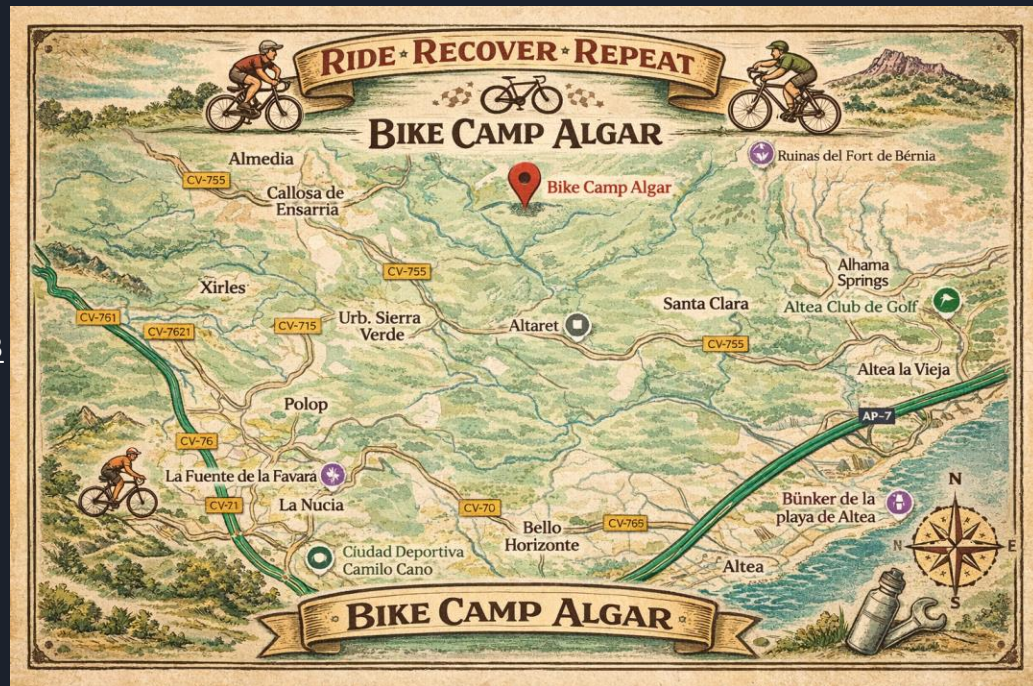 RIDE * RECOVER * REPEAT
BIKE CAMP ALGAR
Ruinas del Fort de Bérnia
Almedia
CV-755
Callosa de
Ensarria
Bike Camp Algar
CV-755
Alhama
Springs
Xirles
Santa Clara
Altea Club de Golf
CV-761
CV-7621
CV-715
Urb. Sierra
Verde
Altaret
CV-755
3
Altea la Vieja
Polop
AP-7
CV-76
La Fuente de la Favara
CV-71
La Nucia
CV-70
Bello
Horizonte
CV-765
Bünker de la
playa de Altea
N
N
E
S
Ciudad Deportiva
Camilo Cano
Altea
BIKE CAMP ALGAR